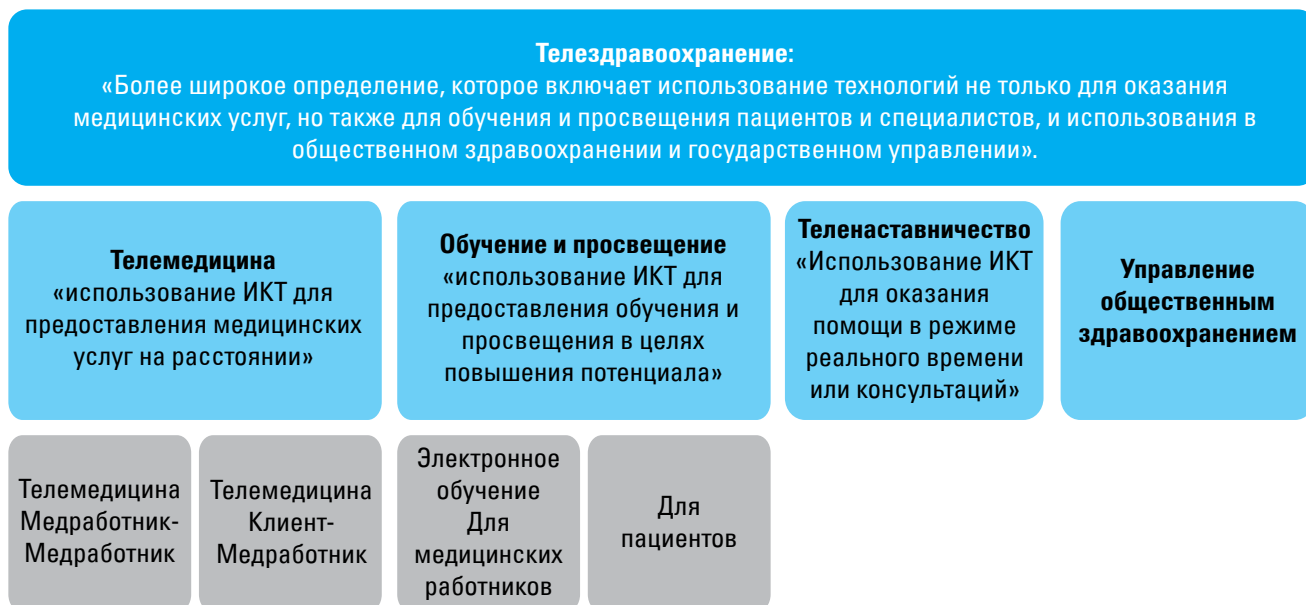 Телездравоохранение:
«Более широкое определение, которое включает использование технологий не только для оказания
медицинских услуг, но также для обучения и просвещения пациентов и специалистов, и использования в
общественном здравоохранении и государственном управлении».
Телемедицина
«использование ИКТ для
предоставления медицинских
услуг на расстоянии»
Обучение и просвещение
«использование ИКТ для
предоставления обучения и
просвещения в целях
повышения потенциала»
Теленаставничество
«Использование ИКТ
для оказания
помощи в режиме
реального времени
или консультаций»
Управление
общественным
здравоохранением
Телемедицина
Медработник-
Медработник
Телемедицина
Клиент-
Медработник
Электронное
обучение
Для
медицинских
работников
Для
пациентов